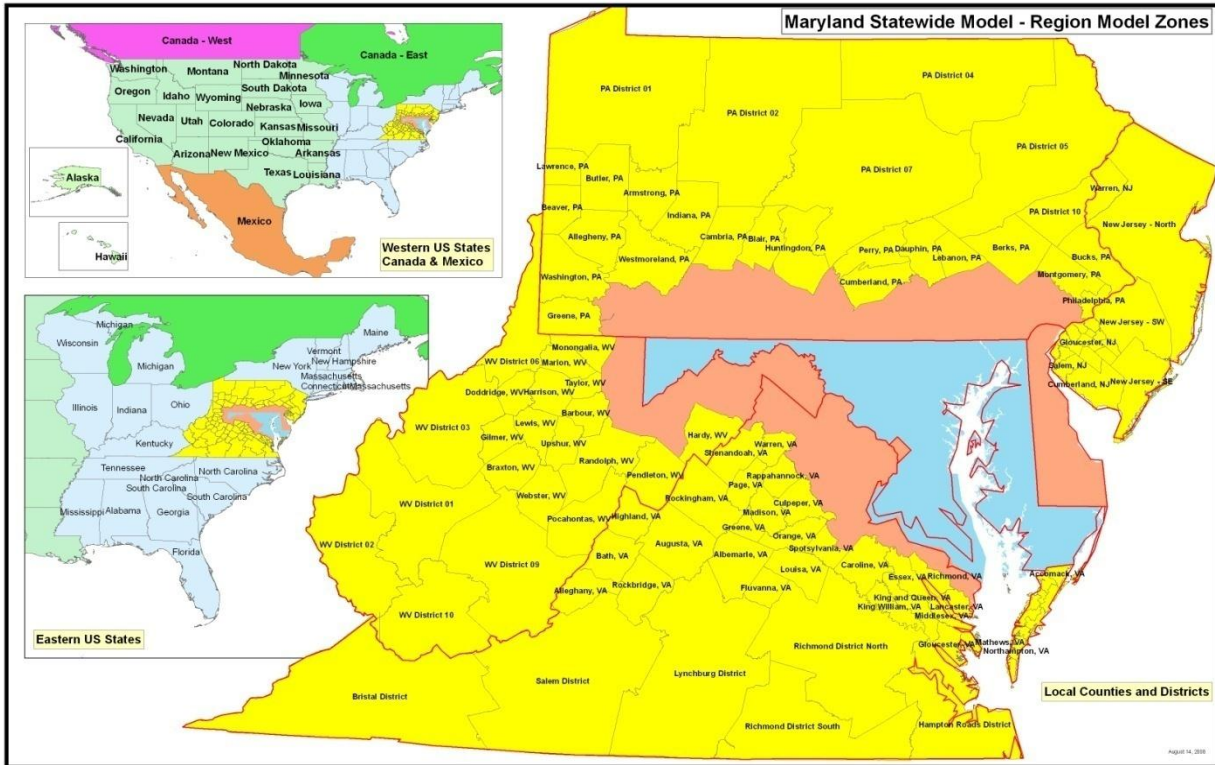 Maryland Statewide Model - Region Model Zones
Canada - West
Canada - East
Washington
Montana
North Dakota
Minnesota
Oregon
Idaho
Wyoming
South Dakota
Nebraska
Iowa
Nevada
Utah
Colorado
Kansas
Missouri
California
Oklahoma
Arizona
New Mexico
Arkansas
Texas
Louisiana
Alaska
Hawaii
Mexico
Western US States
Canada & Mexico
Michigan
Wisconsin
Michigan
Maine
Vermont
New Hampshire
New York
Massachusetts
Connecticut
Massachusetts
Illinois
Indiana
Ohio
Kentucky
Tennessee
North Carolina
North Carolina
South Carolina
South Carolina
Mississippi
Alabama
Georgia
Florida
Eastern US States
PA District 01
PA District 02
PA District 04
PA District 05
PA District 07
PA District 10
Lawrence, PA
Butler, PA
Armstrong, PA
Beaver, PA
Indiana, PA
Allegheny, PA
Cambria, PA
Blair, PA
Huntingdon, PA
Westmoreland, PA
Washington, PA
Greene, PA
Perry, PA
Dauphin, PA
Lebanon, PA
Berks, PA
Cumberland, PA
Bucks, PA
Montgomery, PA
Philadelphia, PA
Warren, NJ
New Jersey - North
New Jersey - SW
Gloucester, NJ
Salem, NJ
Cumberland, NJ
New Jersey - SE
Monongalia, WV
WV District 06
Marion, WV
Taylor, WV
Doddridge, WV
Harrison, WV
Barbour, WV
Lewis, WV
WV District 03
Gilmer, WV
Upshur, WV
Randolph, WV
Braxton, WV
Webster, WV
Pendleton, WV
Hardy, WV
Pocahontas, WV
WV District 01
WV District 02
WV District 09
WV District 10
Warren, VA
Shenandoah, VA
Rappahannock, VA
Page, VA
Rockingham, VA
Culpeper, VA
Madison, VA
Highland, VA
Greene, VA
Orange, VA
Augusta, VA
Spotsylvania, VA
Bath, VA
Albemarle, VA
Louisa, VA
Caroline, VA
Rockbridge, VA
Alleghany, VA
Fluvanna, VA
Essex, VA
Richmond, VA
Accomack, VA
King and Queen, VA
King William, VA
Lancaster, VA
Middlesex, VA
Mathews, VA
Gloucester, VA
Northampton, VA
Richmond District North
Lynchburg District
Salem District
Bristal District
Richmond District South
Hampton Roads District
Local Counties and Districts